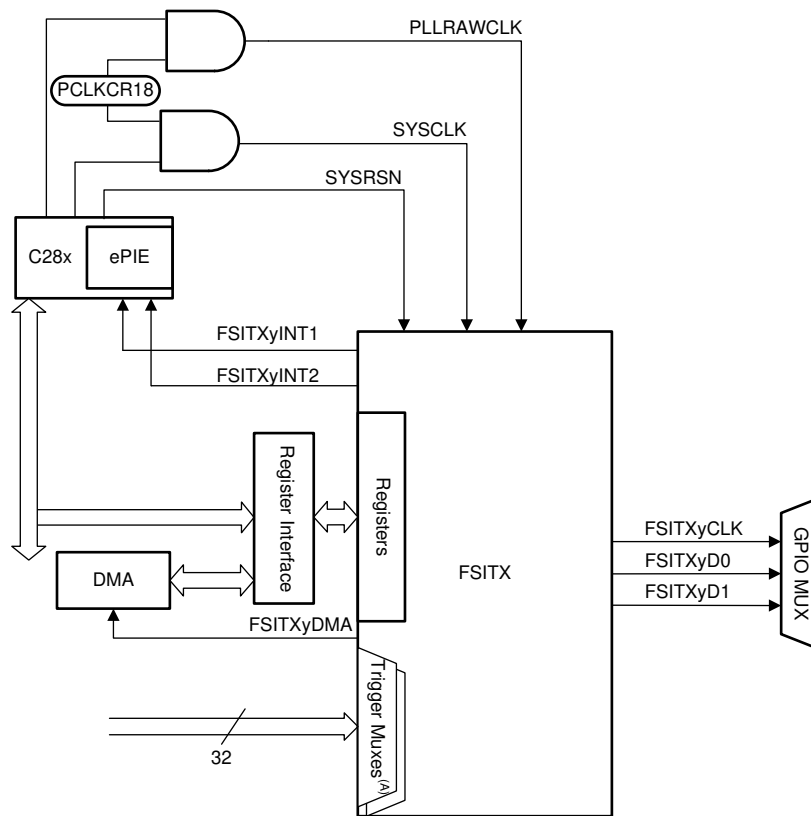 PLLRAWCLK
PCLKCR18
SYSCLK
SYSRSN
C28x
ePIE
FSITXyINT1
FSITXyINT2
Register Interface
Registers
FSITX
FSITXyCLK
FSITXyD0
FSITXyD1
GPIO MUX
DMA
FSITXyDMA
Trigger Muxes(A)
32